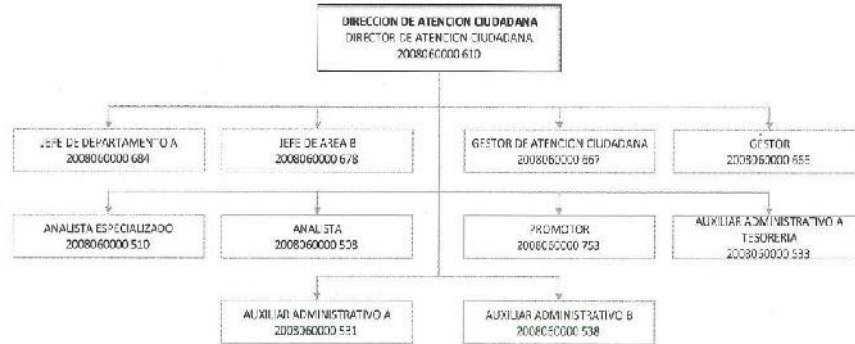 DIRECCION DE ATENCION CIUDADANA
DIRECTOR DE ATENCION CIUDADANA
2008060000 610
JEFE DE DEPARTAMENTO A
2008060000 684
JEFE DE AREA B
2008060000 678
GESTOR DE ATENCION CIUDADANA
2008060000 667
GESTOR
2008060000
ANALISTA ESPECIALIZADO
2008060000 510
ANALISTA
2008060000 508
PROMOTOR
2008060000 753
AUXILIAR ADMINISTRATIVO A
TESORERIA
2008060000 533
AUXILIAR ADMINISTRATIVO A
2008060000 531
AUXILIAR ADMINISTRATIVO B
2008060000 538